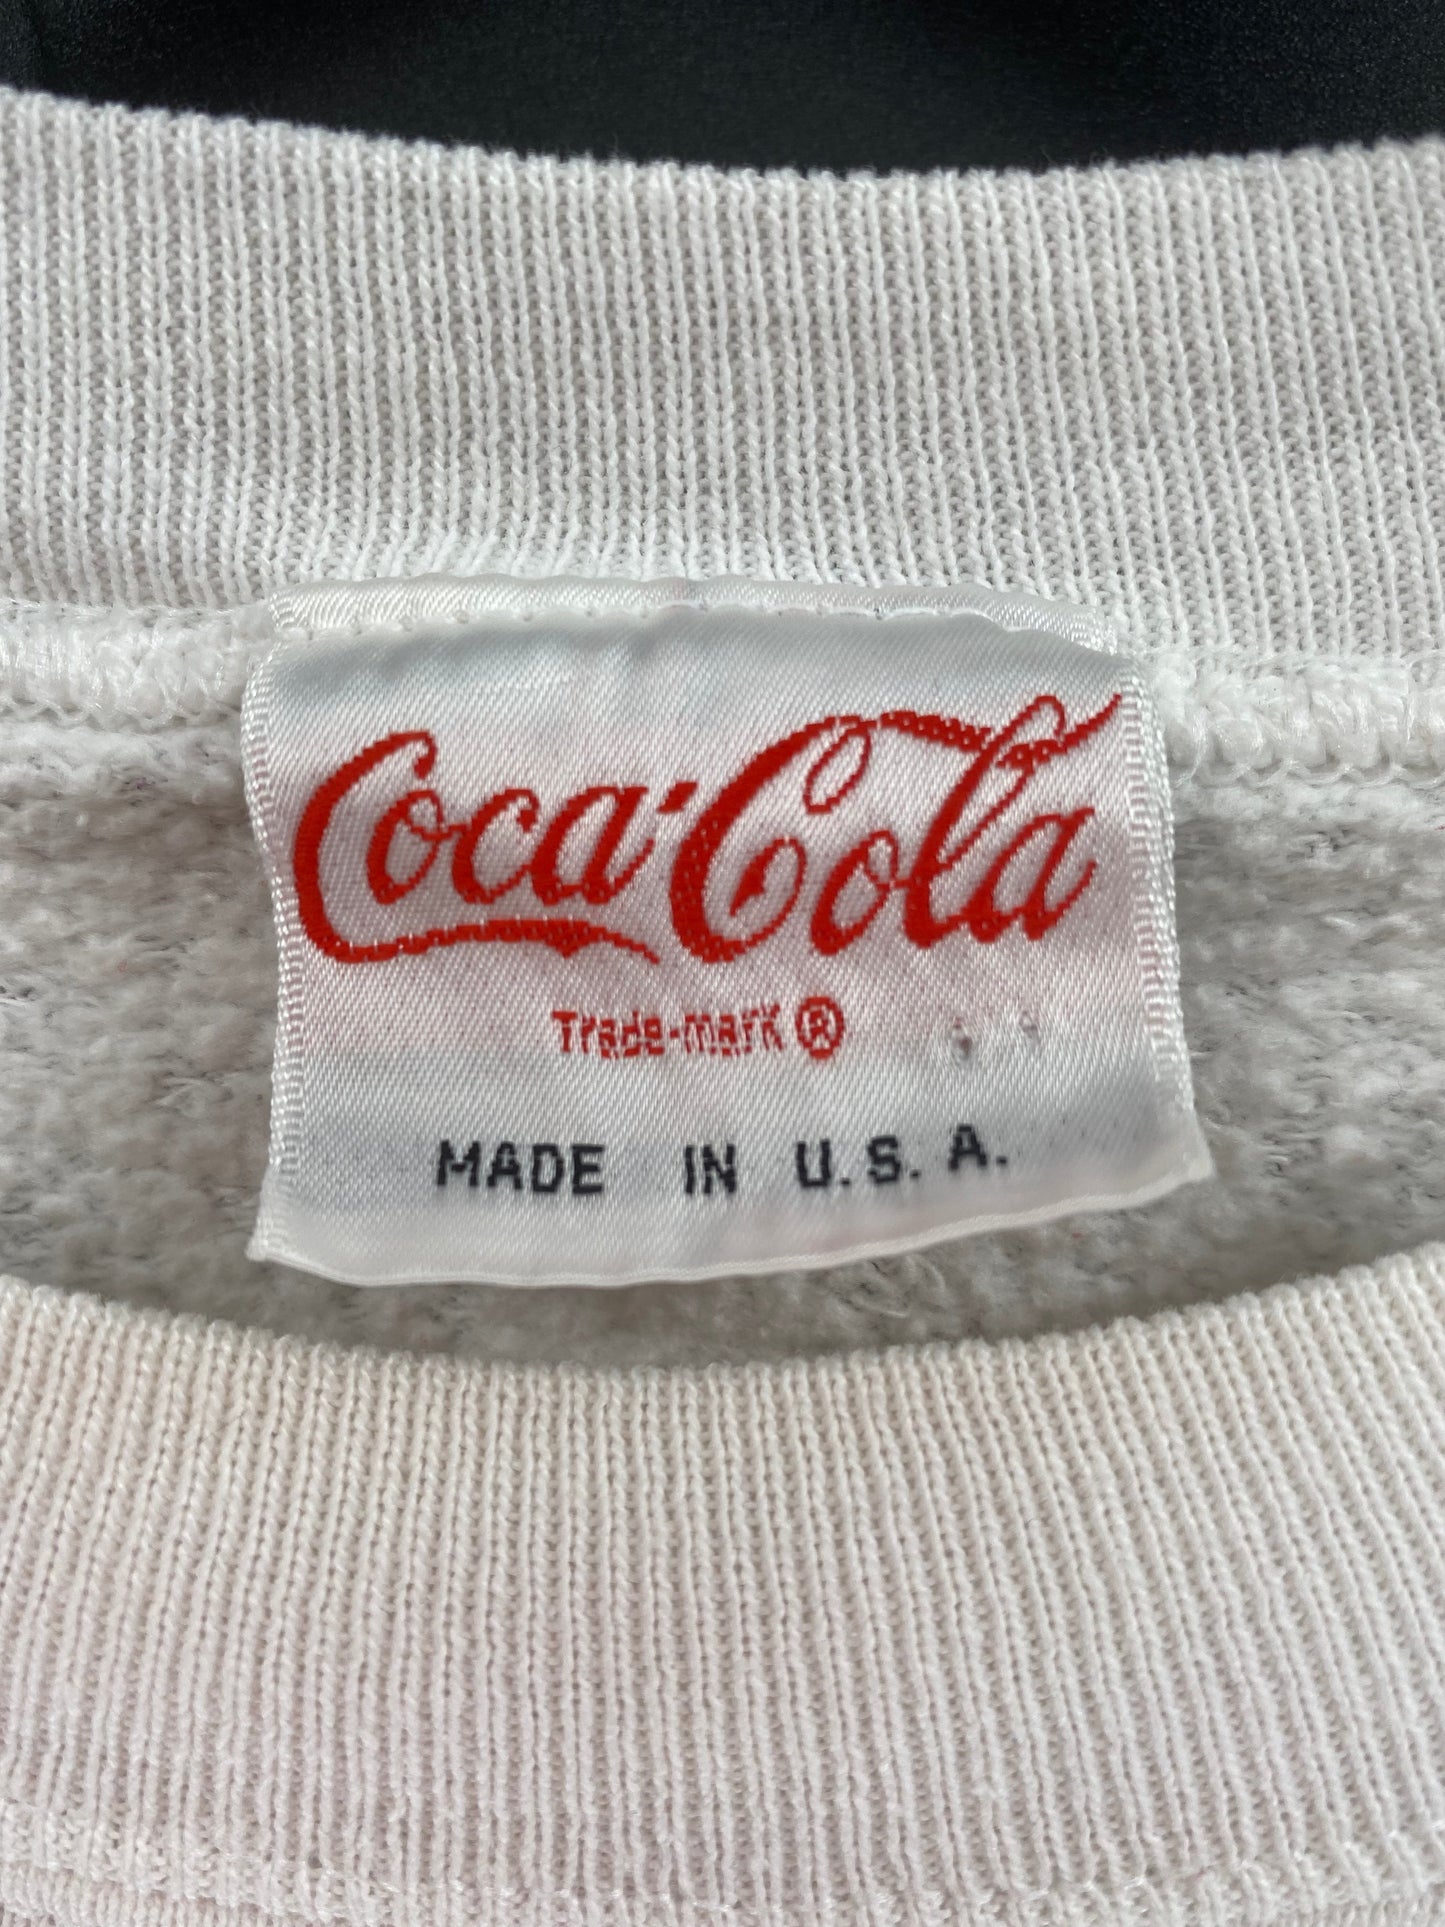 Coca-Cola
Trade-mark ®
MADE IN U.S.A.